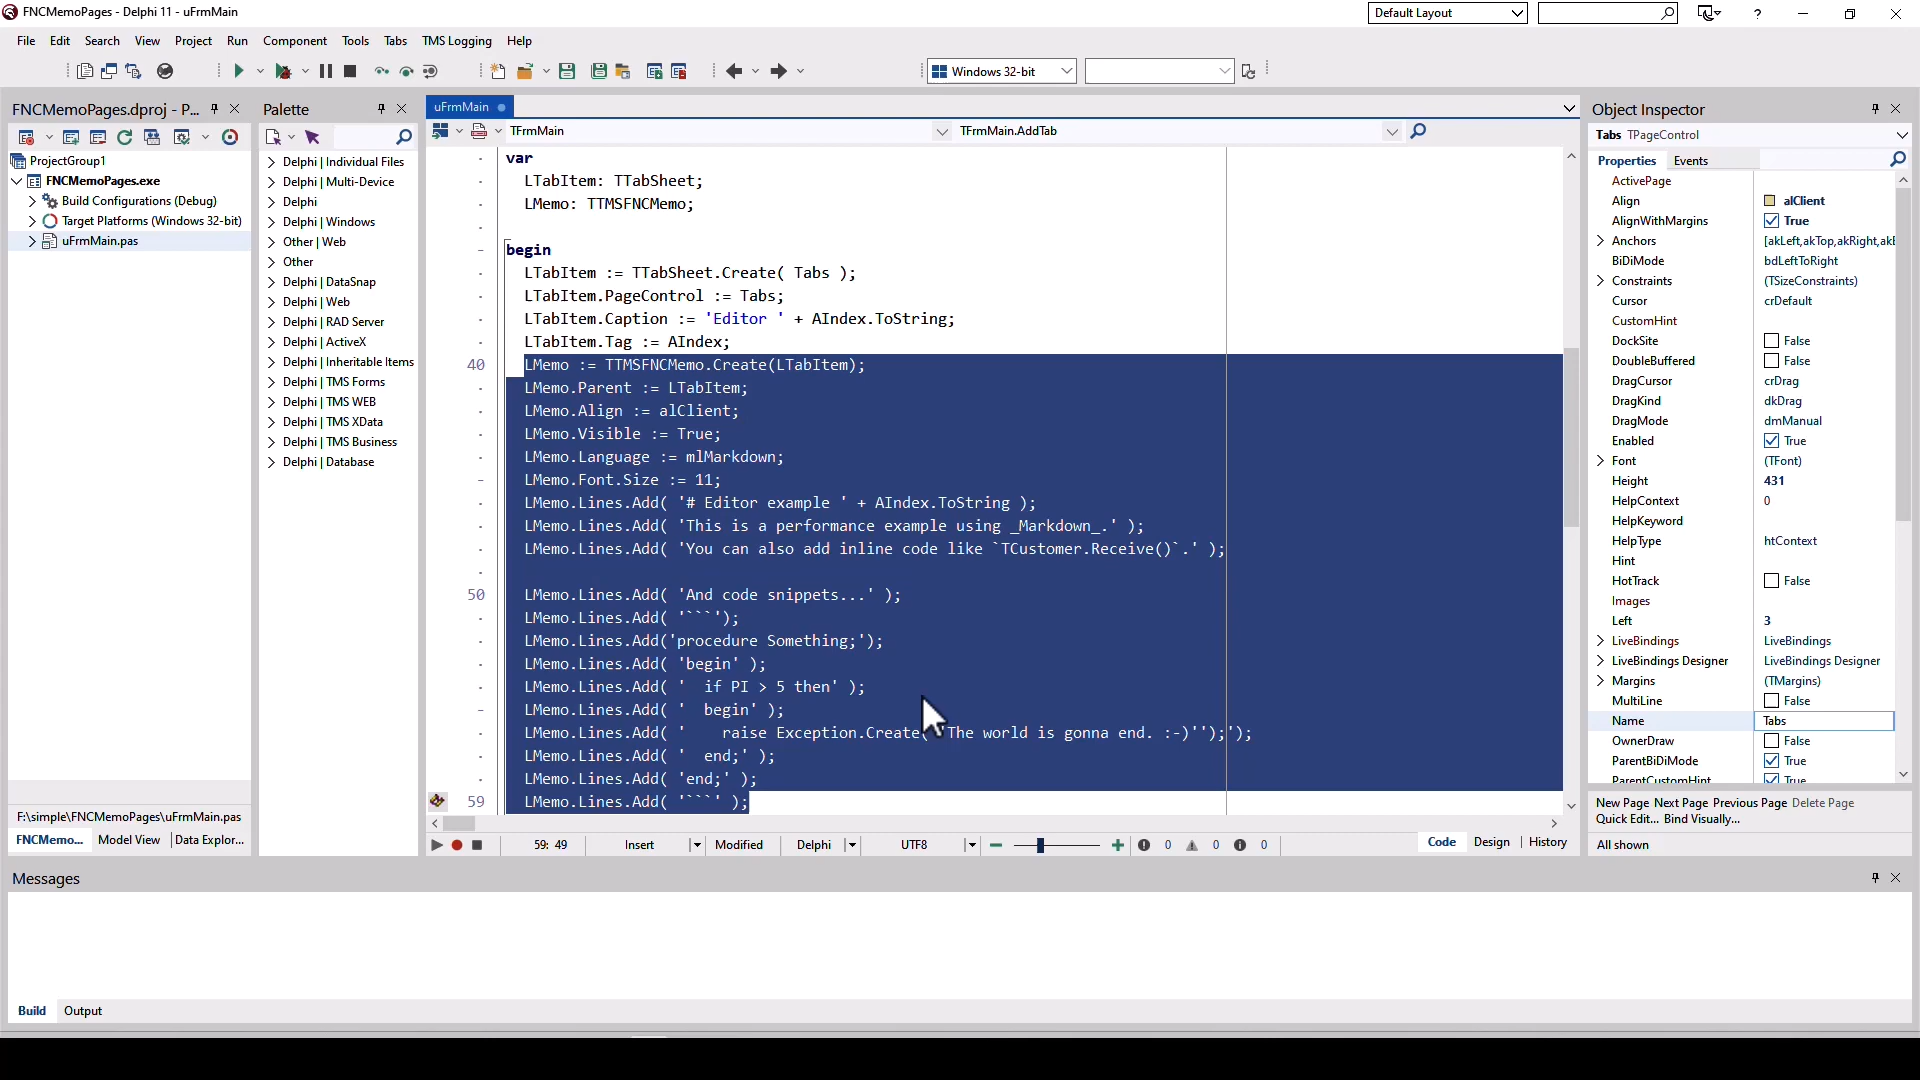 FNCMemoPages - Delphi 11 - uFrmMain
Default Layout
?
File Edit Search View Project Run Component Tools Tabs TMS Logging Help
Windows 32-bit
FNCMemoPages.dproj - P...
ProjectGroup1
FNCMemoPages.exe
Build Configurations (Debug)
Target Platforms (Windows 32-bit)
uFrmMain.pas
F:\simple\FNCMemoPages\uFrmMain.pas
FNCMemo... Model View Data Explor...
Palette
Delphi | Individual Files
Delphi | Multi-Device
Delphi
Delphi | Windows
Other | Web
Other
Delphi | DataSnap
Delphi | Web
Delphi | RAD Server
Delphi | ActiveX
Delphi | Inheritable Items
Delphi | TMS Forms
Delphi | TMS WEB
Delphi | TMS XData
Delphi | TMS Business
Delphi | Database
uFrmMain
TFrmMain TFrmMain.AddTab
var
LTabItem: TTabSheet;
LMemo: TTMSFNCMemo;
begin
LTabItem := TTabSheet.Create( Tabs );
LTabItem.PageControl := Tabs;
LTabItem.Caption := 'Editor ' + AIndex.ToString;
LTabItem.Tag := AIndex;
40 LMemo := TTMSFNCMemo.Create(LTabItem);
LMemo.Parent := LTabItem;
LMemo.Align := alClient;
LMemo.Visible := True;
LMemo.Language := mlMarkdown;
LMemo.Font.Size := 11;
LMemo.Lines.Add( '# Editor example ' + AIndex.ToString );
LMemo.Lines.Add( 'This is a performance example using _Markdown_.' );
LMemo.Lines.Add( 'You can also add inline code like `TCustomer.Receive()`.' );
50 LMemo.Lines.Add( 'And code snippets...' );
LMemo.Lines.Add( '```');
LMemo.Lines.Add('procedure Something;');
LMemo.Lines.Add( 'begin' );
LMemo.Lines.Add( '  if PI > 5 then' );
LMemo.Lines.Add( '  begin' );
LMemo.Lines.Add( '    raise Exception.Create( 'The world is gonna end. :-)'');');
LMemo.Lines.Add( '  end;' );
LMemo.Lines.Add( 'end;' );
59 LMemo.Lines.Add( '```' );
59: 49 Insert Modified Delphi UTF8 0 0 0 Code Design History
Object Inspector
Tabs TPageControl
Properties Events
ActivePage
Align alClient
AlignWithMargins True
Anchors [akLeft,akTop,akRight,ak
BiDiMode bdLeftToRight
Constraints (TSizeConstraints)
Cursor crDefault
CustomHint
DockSite False
DoubleBuffered False
DragCursor crDrag
DragKind dkDrag
DragMode dmManual
Enabled True
Font (TFont)
Height 431
HelpContext 0
HelpKeyword
HelpType htContext
Hint
HotTrack False
Images
Left 3
LiveBindings LiveBindings
LiveBindings Designer LiveBindings Designer
Margins (TMargins)
MultiLine False
Name Tabs
OwnerDraw False
ParentBiDiMode True
ParentCustomHint True
New Page Next Page Previous Page Delete Page
Quick Edit... Bind Visually...
All shown
Messages
Build Output